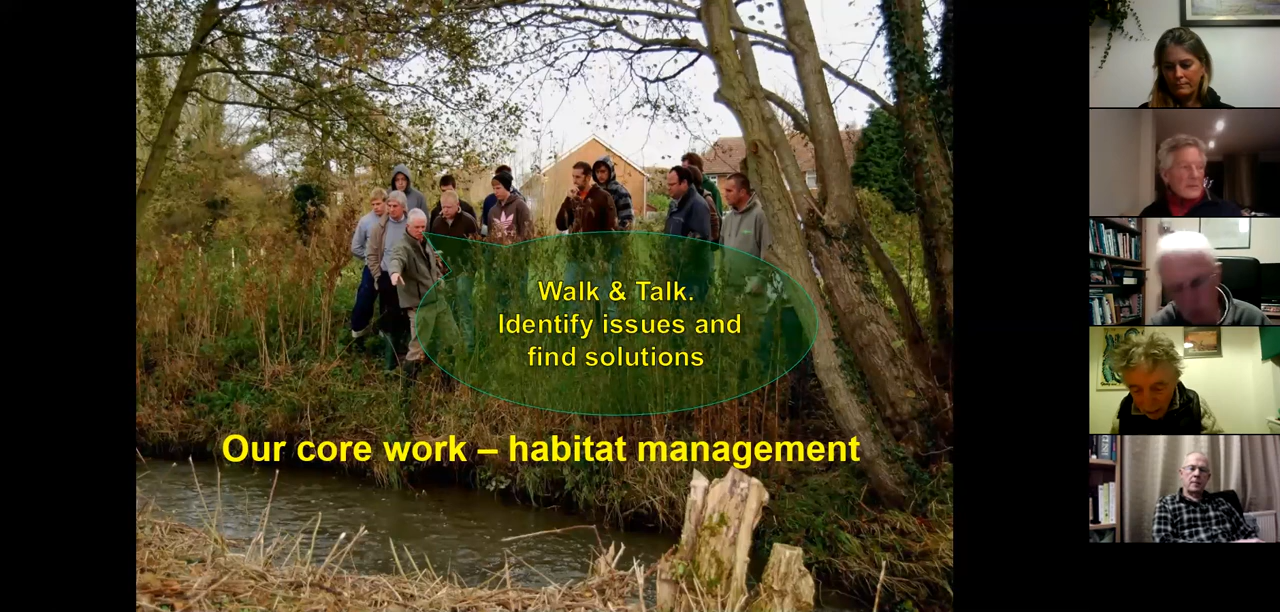 Walk & Talk.
Identify issues and
find solutions
Our core work – habitat management